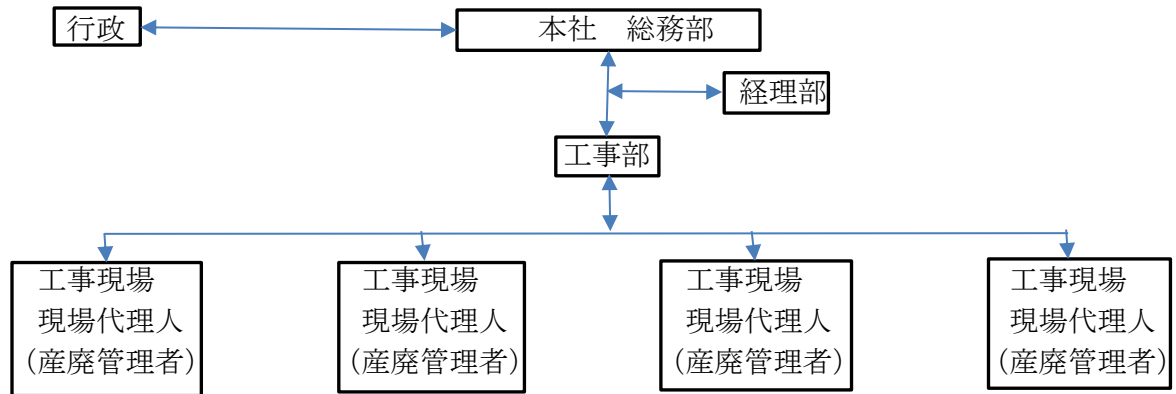 行政
本社　総務部
経理部
工事部
工事現場
現場代理人
(産廃管理者)
工事現場
現場代理人
(産廃管理者)
工事現場
現場代理人
(産廃管理者)
工事現場
現場代理人
(産廃管理者)